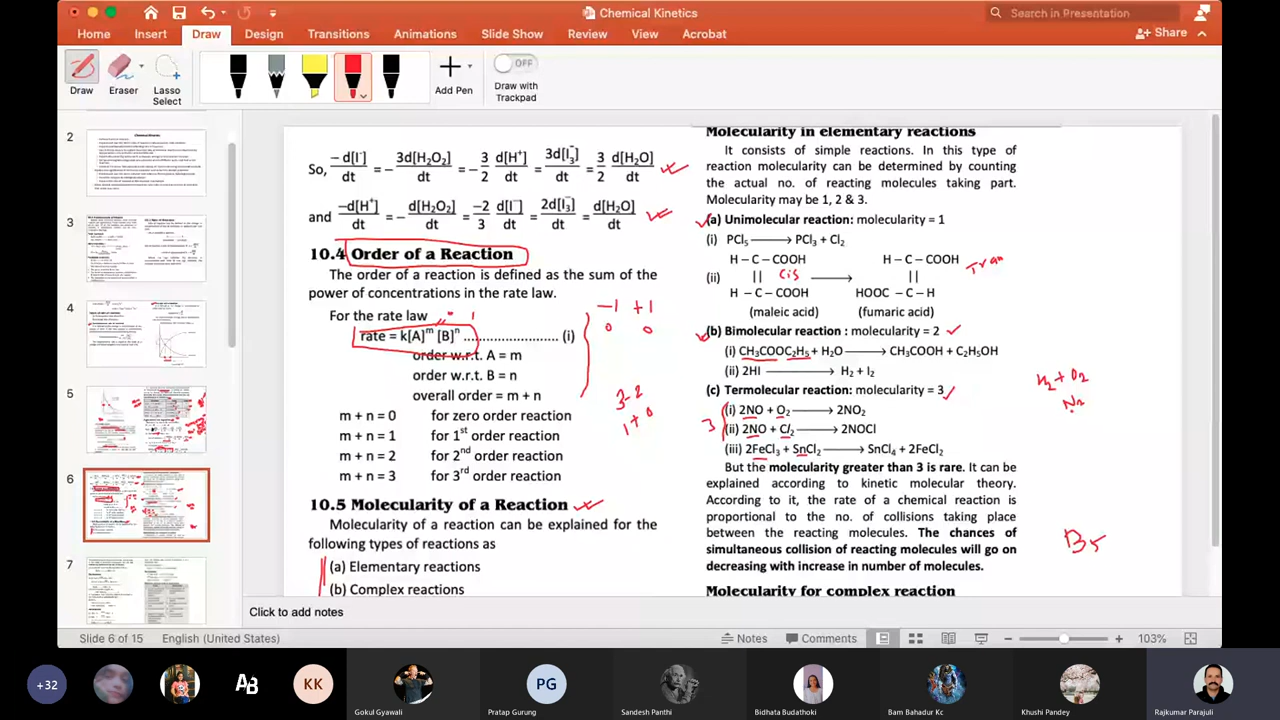 Chemical Kinetics
Search in Presentation
Home Insert Draw Design Transitions Animations Slide Show Review View Acrobat
Share
Draw Eraser Lasso Select Add Pen OFF Draw with Trackpad
2
3
4
5
6
7
So, -d[I⁻]/dt = - 3d[H₂O₂]/dt = -3/2 d[H⁺]/dt = 3d[I₃⁻]/dt = 3/2 d[H₂O]/dt
and -d[H⁺]/dt = - d[H₂O₂]/dt = -2/3 d[I⁻]/dt = 2d[I₃⁻]/dt = d[H₂O]/dt
10.4 Order of a Reaction
The order of a reaction is defined as the sum of the
power of concentrations in the rate law.
For the rate law
rate = k[A]ᵐ [B]ⁿ ............................ (i)
order w.r.t. A = m
order w.r.t. B = n
overall order = m + n
m + n = 0 for zero order reaction
m + n = 1 for 1st order reaction
m + n = 2 for 2nd order reaction
m + n = 3 for 3rd order reaction
-1 +1
0 0
3-2
1+0
10.5 Molecularity of a Reaction
Molecularity of a reaction can be explained for the
following types of reactions as
(a) Elementary reactions
(b) Complex reactions
Molecularity in elementary reactions
It consists of single reactions. In this type of
reaction molecularity is determined by counting
the actual no. of reacting molecules taking part.
Molecularity may be 1, 2 & 3.
(a) Unimolecular : molecularity = 1
(i) PCl₅ ⟶ PCl₃ + Cl₂
H – C – COOH H – C – COOH
(ii) || Cis ⟶ || Tran
H – C – COOH HOOC – C – H
(maleic acid) (fumaric acid)
(b) Bimolecular reaction : molecularity = 2
(i) CH₃COOC₂H₅ + H₂O ⟶ CH₃COOH + C₂H₅OH
(ii) 2HI ⟶ H₂ + I₂
H₂ + O₂
N₂
(c) Termolecular reaction : molecularity = 3
3 (i) 2NO + O₂ ⟶ 2NO₂
(ii) 2NO + Cl₂ ⟶ 2NOCl
(iii) 2FeCl₃ + SnCl₂ ⟶ SnCl₄ + 2FeCl₂
But the molecularity greater than 3 is rare. It can be
explained according to kinetic molecular theory.
According to it, the rate of a chemical reation is
proportional to the no. of collisions taking place
between the reacting molecules. The chances of
simultaneous collision of reacting molecules will go on
decreasing with increase in number of molecules.
Molecularity for complex reaction
Click to add notes
Slide 6 of 15 English (United States) Notes Comments 103%
+32 AB KK PG
Gokul Gyawali Pratap Gurung Sandesh Panthi Bidhata Budathoki Bam Bahadur Kc Khushi Pandey Rajkumar Parajuli